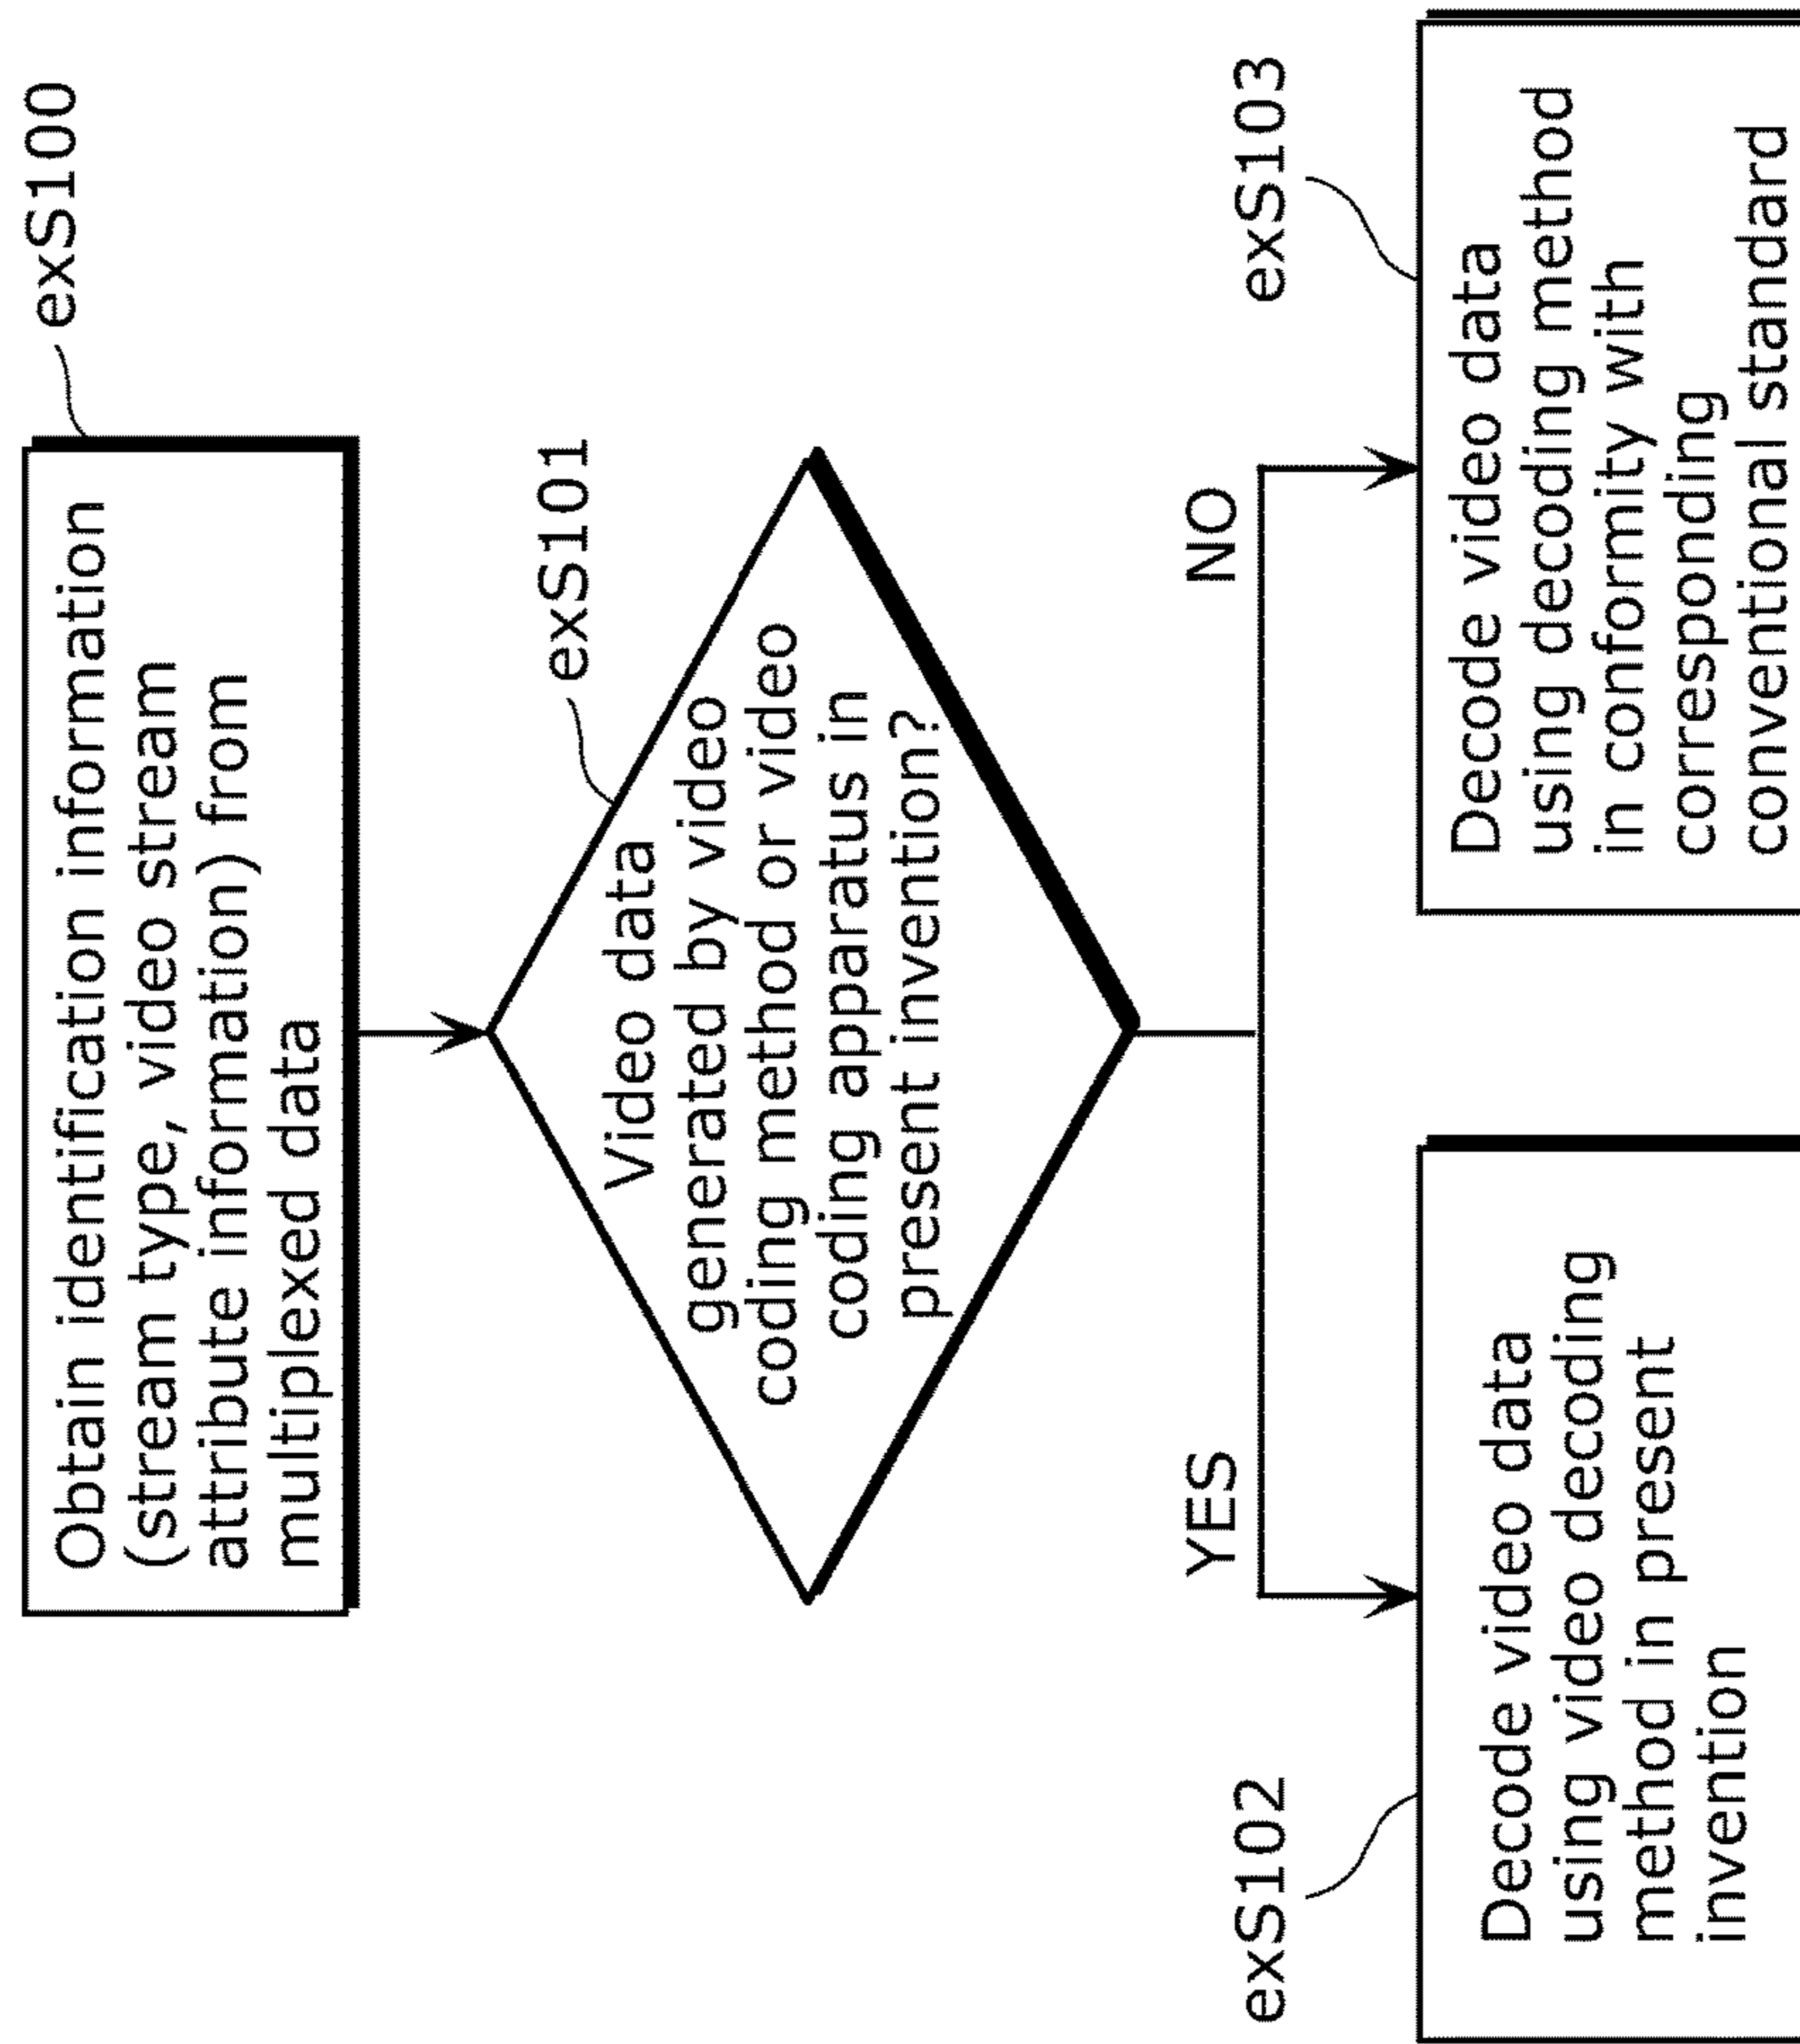 exS100
Obtain identification information
(stream type, video stream
attribute information) from
multiplexed data
exS101
Video data
generated by video
coding method or video
coding apparatus in
present invention?
YES
NO
exS102
Decode video data
using video decoding
method in present
invention
exS103
Decode video data
using decoding method
in conformity with
corresponding
conventional standard